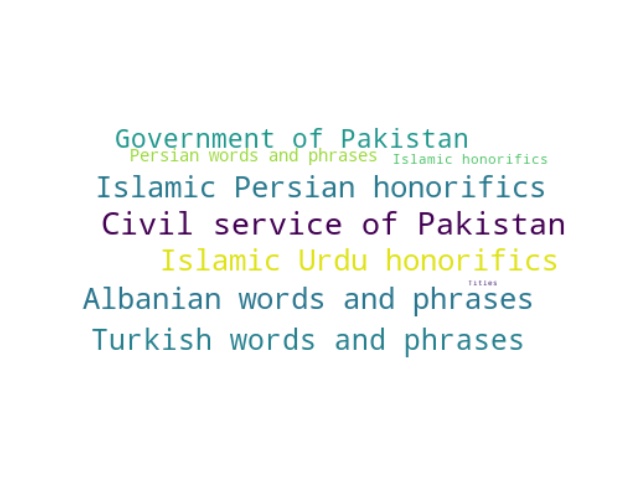 Government of Pakistan
Persian words and phrases Islamic honorifics
Islamic Persian honorifics
Civil service of Pakistan
Islamic Urdu honorifics
Titles
Albanian words and phrases
Turkish words and phrases